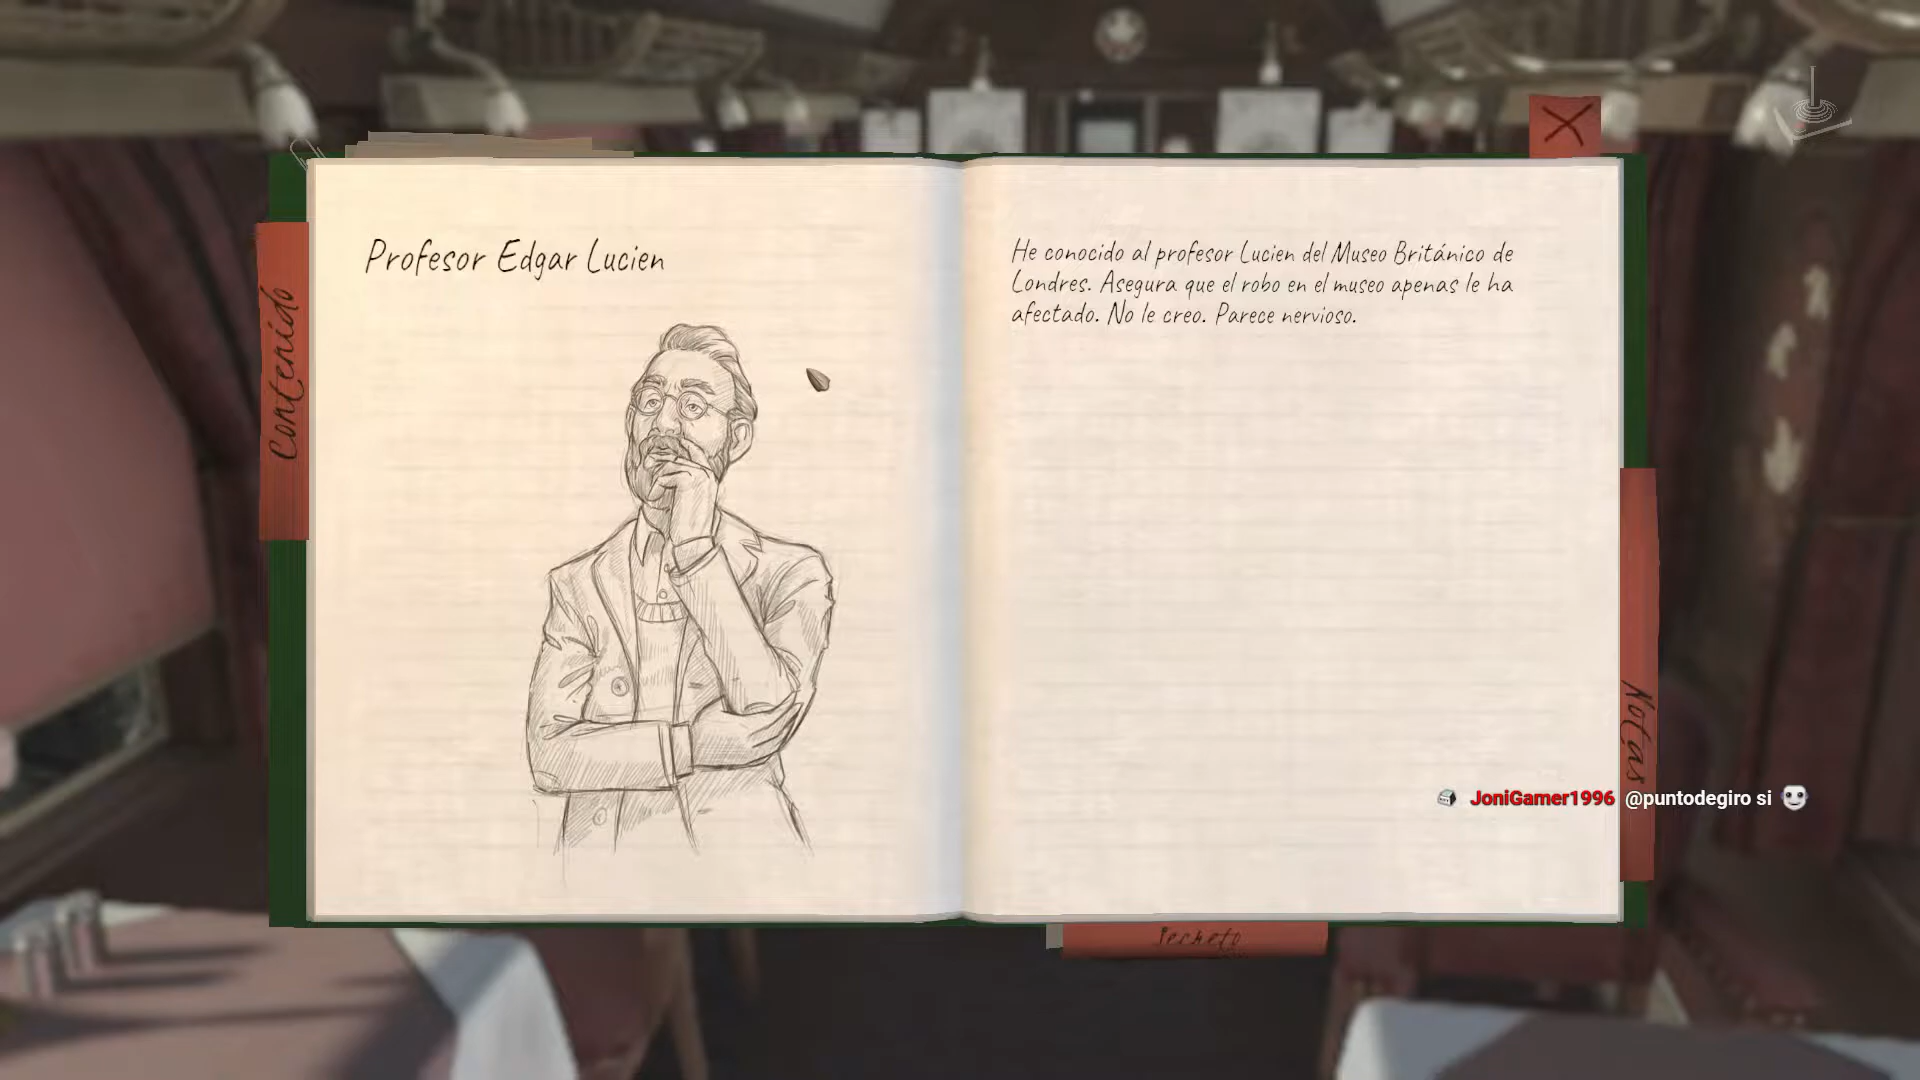 Profesor Edgar Lucien
He conocido al profesor Lucien del Museo Británico de
Londres. Asegura que el robo en el museo apenas le ha
afectado. No le creo. Parece nervioso.
Contenido
Notas
JoniGamer1996 @puntodegiro si
Secreto